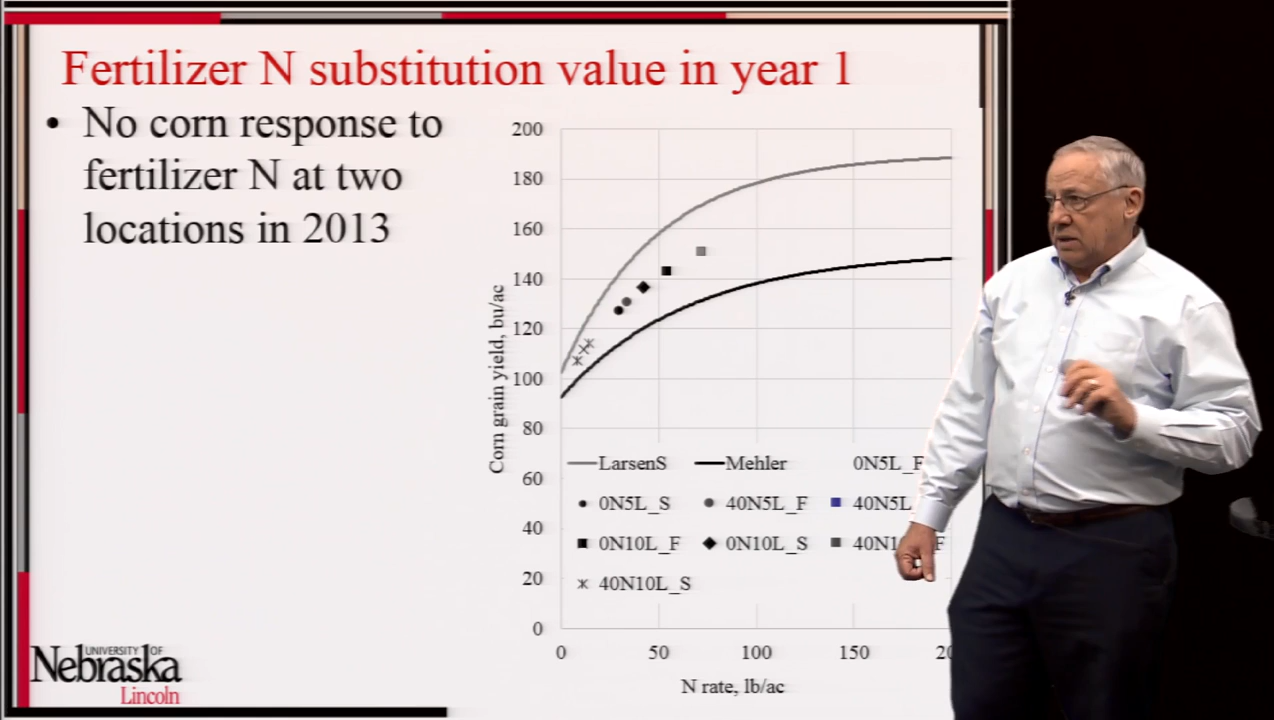 Fertilizer N substitution value in year 1
• No corn response to
fertilizer N at two
locations in 2013
Corn grain yield, bu/ac
200
180
160
140
120
100
80
60
40
20
0
LarsenS Mehler 0N5L_F
0N5L_S 40N5L_F 40N5L
0N10L_F 0N10L_S
40N10L_S
0 50 100 150
N rate, lb/ac
UNIVERSITY OF
Nebraska
Lincoln